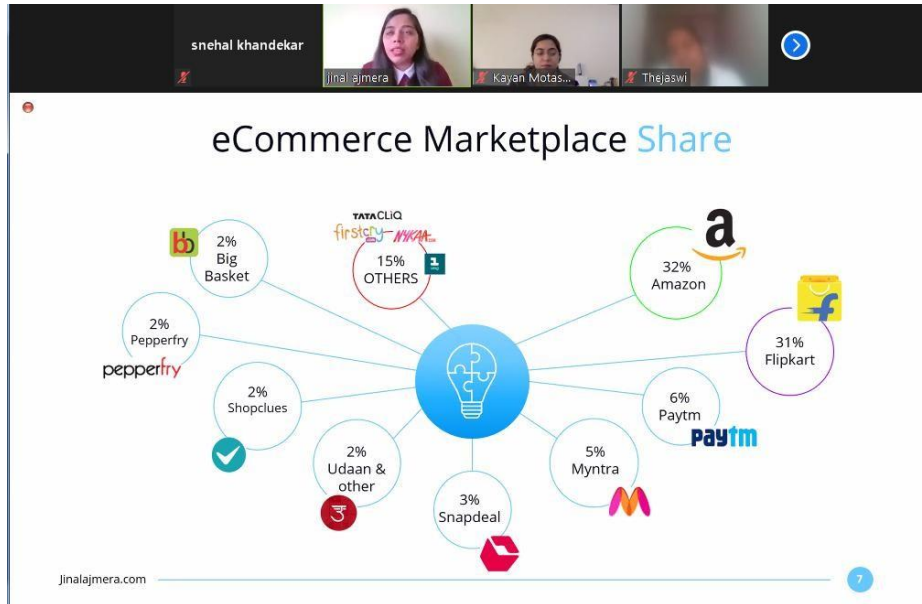 snehal khandekar
jinal ajmera
Kayan Motas...
Thejaswi
eCommerce Marketplace Share
2%
Big
Basket
TATA CLiQ
firstcry
NYKAA
15%
OTHERS
a
32%
Amazon
2%
Pepperfry
pepperfry
f
31%
Flipkart
2%
Shopclues
6%
Paytm
paytm
2%
Udaan &
other
उ
3%
Snapdeal
5%
Myntra
Jinalajmera.com
7